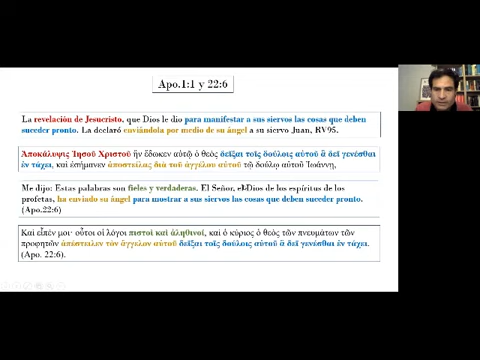 Apo.1:1 y 22:6
La revelación de Jesucristo, que Dios le dio para manifestar a sus siervos las cosas que deben
suceder pronto. La declaró enviándola por medio de su ángel a su siervo Juan, RV95.
Ἀποκάλυψις Ἰησοῦ Χριστοῦ ἣν ἔδωκεν αὐτῷ ὁ θεὸς δεῖξαι τοῖς δούλοις αὐτοῦ ἃ δεῖ γενέσθαι
ἐν τάχει, καὶ ἐσήμανεν ἀποστείλας διὰ τοῦ ἀγγέλου αὐτοῦ τῷ δούλῳ αὐτοῦ Ἰωάννῃ,
Me dijo: Estas palabras son fieles y verdaderas. El Señor, el Dios de los espíritus de los
profetas, ha enviado su ángel para mostrar a sus siervos las cosas que deben suceder pronto.
(Apo.22:6)
Καὶ εἶπέν μοι· οὗτοι οἱ λόγοι πιστοὶ καὶ ἀληθινοί, καὶ ὁ κύριος ὁ θεὸς τῶν πνευμάτων τῶν
προφητῶν ἀπέστειλεν τὸν ἄγγελον αὐτοῦ δεῖξαι τοῖς δούλοις αὐτοῦ ἃ δεῖ γενέσθαι ἐν τάχει.
(Apo. 22:6).